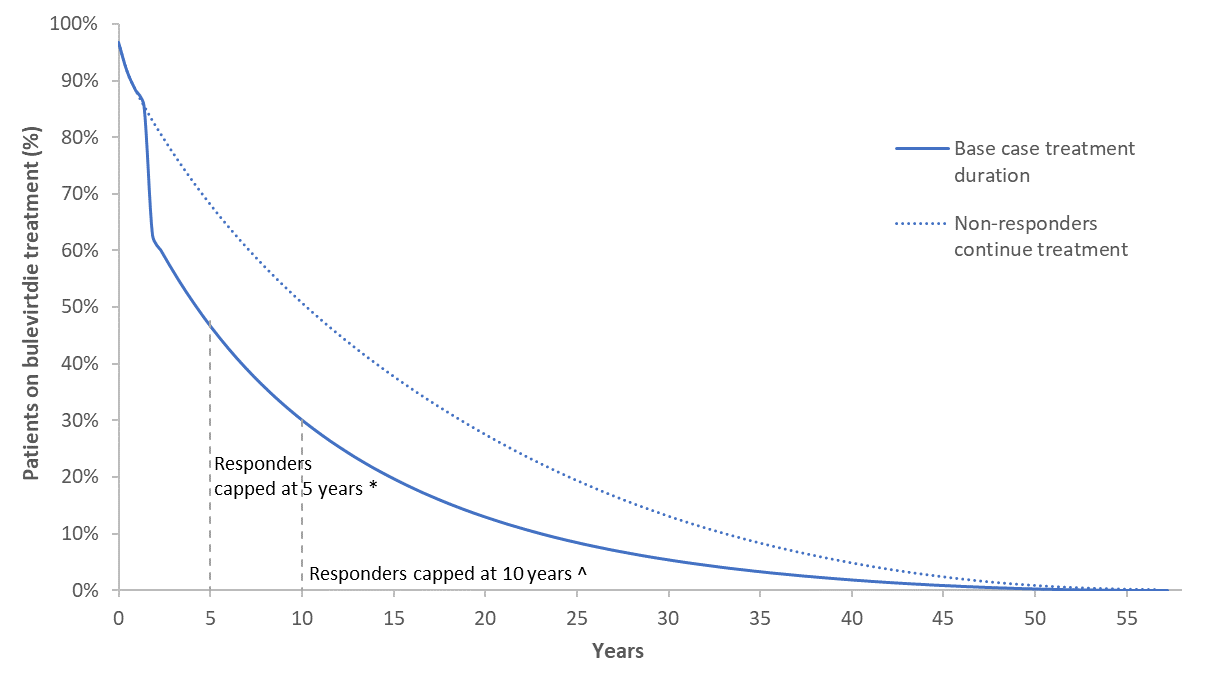 100%
90%
80%
70%
60%
50%
40%
30%
20%
10%
0%
Patients on bulevirtdie treatment (%)
Base case treatment
duration
Non-responders
continue treatment
Responders
capped at 5 years *
Responders capped at 10 years ^
0 5 10 15 20 25 30 35 40 45 50 55
Years